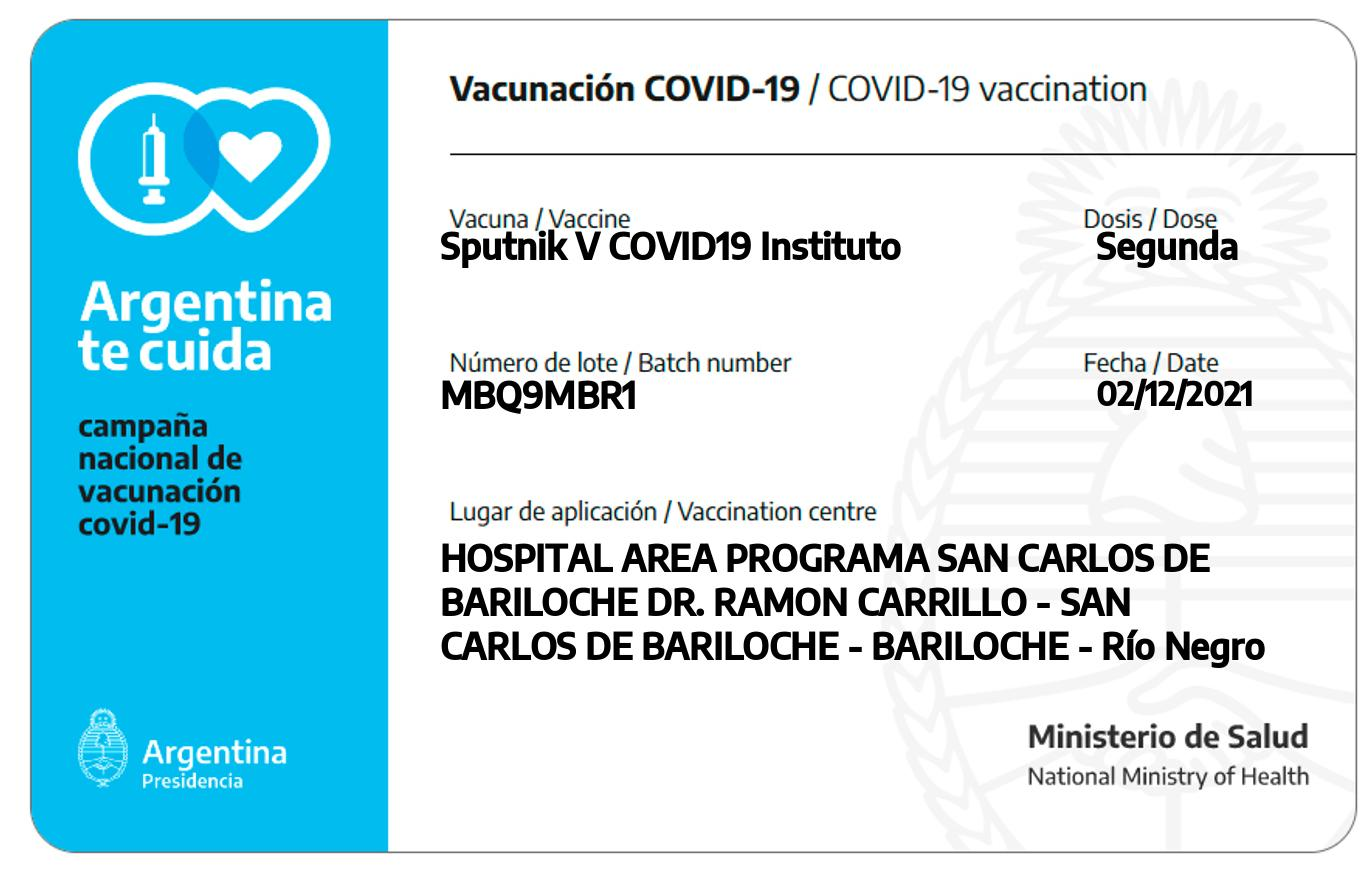 Vacunación COVID-19 / COVID-19 vaccination
Argentina
te cuida
campaña
nacional de
vacunación
covid-19
Argentina
Presidencia
Vacuna / Vaccine
Sputnik V COVID19 Instituto
Dosis / Dose
Segunda
Número de lote / Batch number
MBQ9MBR1
Fecha / Date
02/12/2021
Lugar de aplicación / Vaccination centre
HOSPITAL AREA PROGRAMA SAN CARLOS DE
BARILOCHE DR. RAMON CARRILLO - SAN
CARLOS DE BARILOCHE - BARILOCHE - Río Negro
Ministerio de Salud
National Ministry of Health